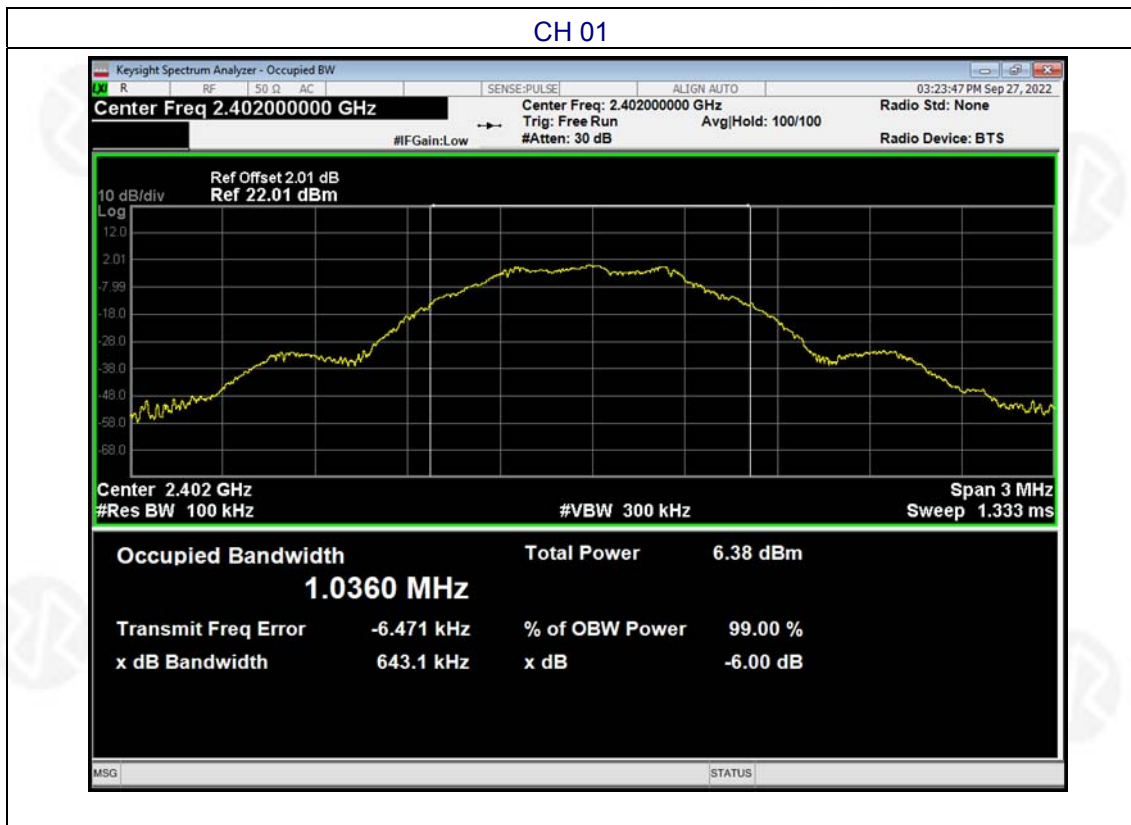 CH 01
Keysight Spectrum Analyzer - Occupied BW
LXI R RF 50 Ω AC SENSE:PULSE ALIGN AUTO 03:23:47 PM Sep 27, 2022
Center Freq 2.402000000 GHz
Center Freq: 2.402000000 GHz
Radio Std: None
Trig: Free Run
Avg|Hold: 100/100
#IFGain:Low
#Atten: 30 dB
Radio Device: BTS
Ref Offset 2.01 dB
10 dB/div
Ref 22.01 dBm
Log
12.0
2.01
-7.99
-18.0
-28.0
-38.0
-48.0
-58.0
-68.0
Center 2.402 GHz
Span 3 MHz
#Res BW 100 kHz
#VBW 300 kHz
Sweep 1.333 ms
Occupied Bandwidth
Total Power 6.38 dBm
1.0360 MHz
Transmit Freq Error -6.471 kHz
% of OBW Power 99.00 %
x dB Bandwidth 643.1 kHz
x dB -6.00 dB
MSG
STATUS